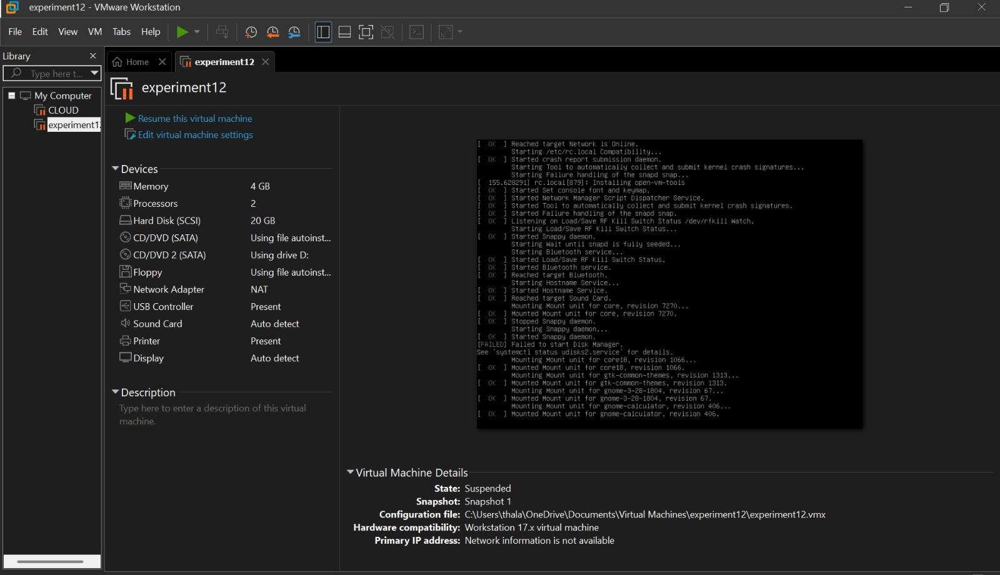 experiment12 - VMware Workstation
File Edit View VM Tabs Help
Library
Type here t...
My Computer
CLOUD
experiment1
Home
experiment12
experiment12
Resume this virtual machine
Edit virtual machine settings
Devices
Memory 4 GB
Processors 2
Hard Disk (SCSI) 20 GB
CD/DVD (SATA) Using file autoinst...
CD/DVD 2 (SATA) Using drive D:
Floppy Using file autoinst...
Network Adapter NAT
USB Controller Present
Sound Card Auto detect
Printer Present
Display Auto detect
Description
Type here to enter a description of this virtual
machine.
[ OK ] Reached target Network is Online.
Starting /etc/rc.local Compatibility...
[ OK ] Started crash report submission daemon.
Starting Tool to automatically collect and submit kernel crash signatures...
Starting Failure handling of the snapd snap...
[ 155.628291] rc.local[879]: Installing open-vm-tools
[ OK ] Started Set console font and keymap.
[ OK ] Started Network Manager Script Dispatcher Service.
[ OK ] Started Tool to automatically collect and submit kernel crash signatures.
[ OK ] Started Failure handling of the snapd snap.
[ OK ] Listening on Load/Save RF Kill Switch Status /dev/rfkill Watch.
Starting Load/Save RF Kill Switch Status...
[ OK ] Started Snappy daemon.
Starting Wait until snapd is fully seeded...
Starting Bluetooth service...
[ OK ] Started Load/Save RF Kill Switch Status.
[ OK ] Started Bluetooth service.
[ OK ] Reached target Bluetooth.
Starting Hostname Service...
[ OK ] Started Hostname Service.
[ OK ] Reached target Sound Card.
Mounting Mount unit for core, revision 7270...
[ OK ] Mounted Mount unit for core, revision 7270.
[ OK ] Stopped Snappy daemon.
Starting Snappy daemon...
[ OK ] Started Snappy daemon.
[FAILED] Failed to start Disk Manager.
See 'systemctl status udisks2.service' for details.
Mounting Mount unit for core18, revision 1066...
[ OK ] Mounted Mount unit for core18, revision 1066.
Mounting Mount unit for gtk-common-themes, revision 1313...
[ OK ] Mounted Mount unit for gtk-common-themes, revision 1313.
Mounting Mount unit for gnome-3-28-1804, revision 67...
[ OK ] Mounted Mount unit for gnome-3-28-1804, revision 67.
Mounting Mount unit for gnome-calculator, revision 406...
[ OK ] Mounted Mount unit for gnome-calculator, revision 406.
Virtual Machine Details
State: Suspended
Snapshot: Snapshot 1
Configuration file: C:\Users\thala\OneDrive\Documents\Virtual Machines\experiment12\experiment12.vmx
Hardware compatibility: Workstation 17.x virtual machine
Primary IP address: Network information is not available